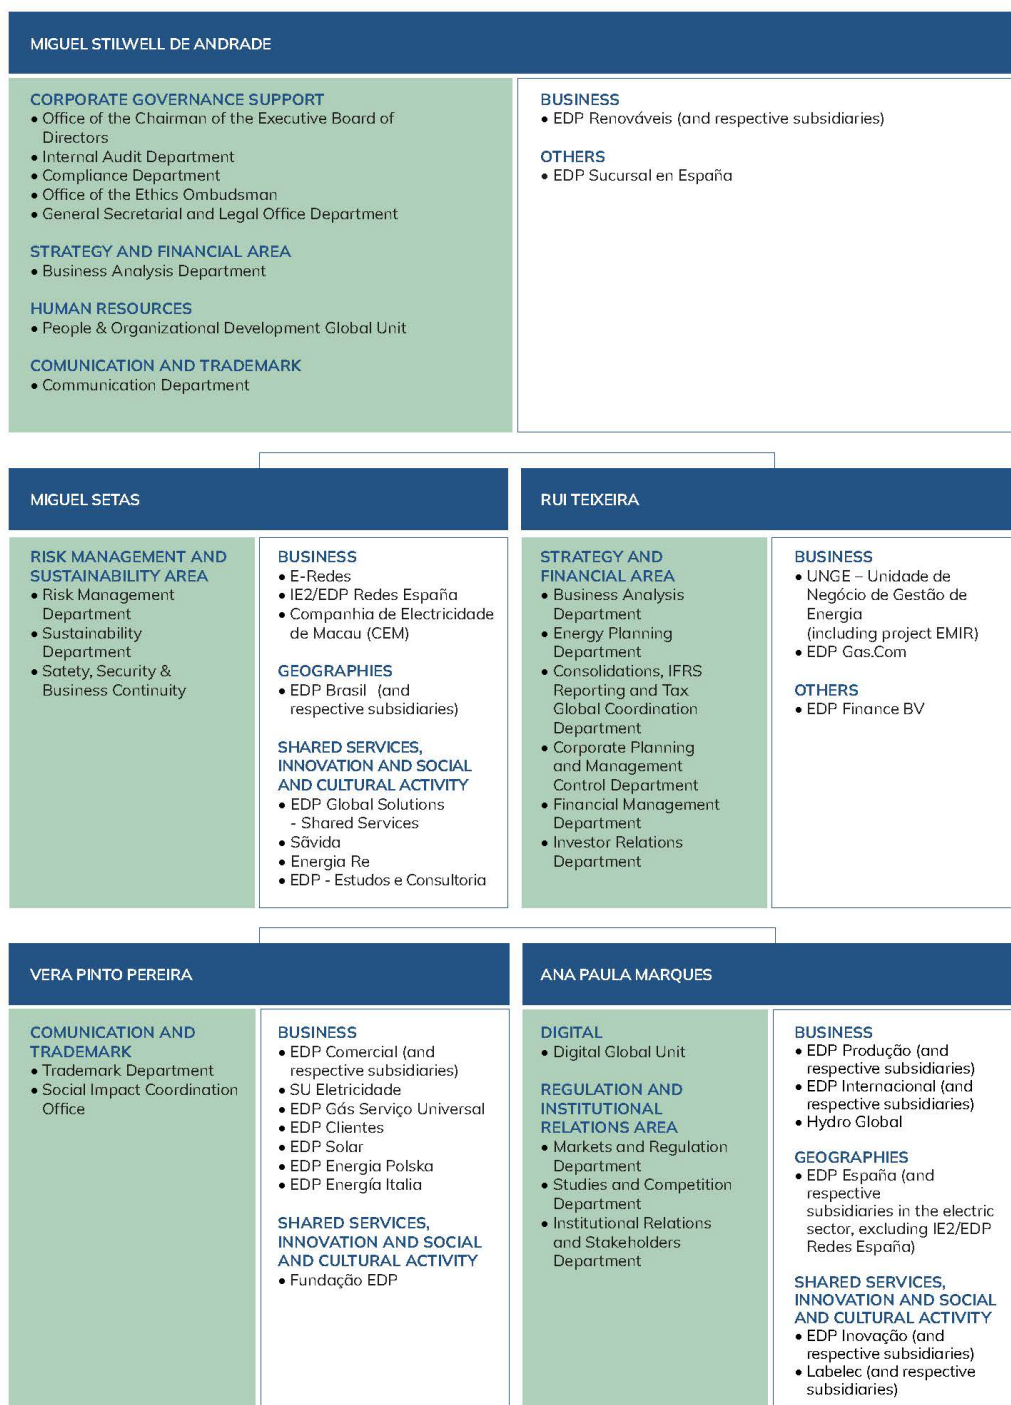 MIGUEL STILWELL DE ANDRADE
CORPORATE GOVERNANCE SUPPORT
• Office of the Chairman of the Executive Board of
Directors
• Internal Audit Department
• Compliance Department
• Office of the Ethics Ombudsman
• General Secretarial and Legal Office Department
STRATEGY AND FINANCIAL AREA
• Business Analysis Department
HUMAN RESOURCES
• People & Organizational Development Global Unit
COMUNICATION AND TRADEMARK
• Communication Department
BUSINESS
• EDP Renováveis (and respective subsidiaries)
OTHERS
• EDP Sucursal en España
MIGUEL SETAS
RISK MANAGEMENT AND
SUSTAINABILITY AREA
• Risk Management
Department
• Sustainability
Department
• Satety, Security &
Business Continuity
BUSINESS
• E-Redes
• IE2/EDP Redes España
• Companhia de Electricidade
de Macau (CEM)
GEOGRAPHIES
• EDP Brasil (and
respective subsidiaries)
SHARED SERVICES,
INNOVATION AND SOCIAL
AND CULTURAL ACTIVITY
• EDP Global Solutions
- Shared Services
• Sãvida
• Energia Re
• EDP - Estudos e Consultoria
RUI TEIXEIRA
STRATEGY AND
FINANCIAL AREA
• Business Analysis
Department
• Energy Planning
Department
• Consolidations, IFRS
Reporting and Tax
Global Coordination
Department
• Corporate Planning
and Management
Control Department
• Financial Management
Department
• Investor Relations
Department
BUSINESS
• UNGE – Unidade de
Negócio de Gestão de
Energia
(including project EMIR)
• EDP Gas.Com
OTHERS
• EDP Finance BV
VERA PINTO PEREIRA
COMUNICATION AND
TRADEMARK
• Trademark Department
• Social Impact Coordination
Office
BUSINESS
• EDP Comercial (and
respective subsidiaries)
• SU Eletricidade
• EDP Gás Serviço Universal
• EDP Clientes
• EDP Solar
• EDP Energia Polska
• EDP Energía Italia
SHARED SERVICES,
INNOVATION AND SOCIAL
AND CULTURAL ACTIVITY
• Fundação EDP
ANA PAULA MARQUES
DIGITAL
• Digital Global Unit
REGULATION AND
INSTITUTIONAL
RELATIONS AREA
• Markets and Regulation
Department
• Studies and Competition
Department
• Institutional Relations
and Stakeholders
Department
BUSINESS
• EDP Produção (and
respective subsidiaries)
• EDP Internacional (and
respective subsidiaries)
• Hydro Global
GEOGRAPHIES
• EDP España (and
respective
subsidiaries in the electric
sector, excluding IE2/EDP
Redes España)
SHARED SERVICES,
INNOVATION AND SOCIAL
AND CULTURAL ACTIVITY
• EDP Inovação (and
respective subsidiaries)
• Labelec (and respective
subsidiaries)